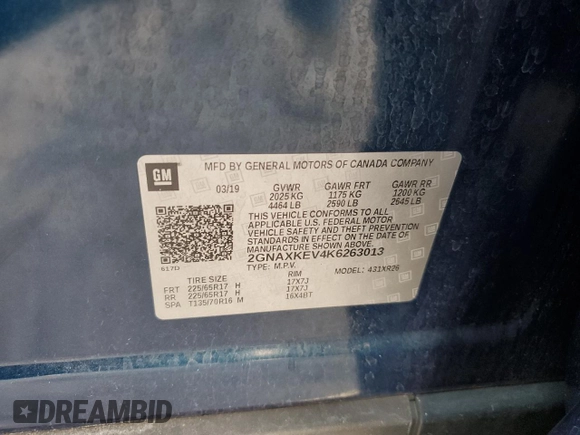 MFD BY GENERAL MOTORS OF CANADA COMPANY
GM
03/19 GVWR GAWR FRT GAWR RR
2025 KG 1175 KG 1200 KG
4464 LB 2590 LB 2645 LB
THIS VEHICLE CONFORMS TO ALL
APPLICABLE U.S. FEDERAL MOTOR
VEHICLE SAFETY AND THEFT PREVENTION
STANDARDS IN EFFECT ON THE DATE OF
MANUFACTURE SHOWN ABOVE.
2GNAXKEV4K6263013
617D TYPE: M.P.V. MODEL: 431XR26
TIRE SIZE RIM
FRT 225/65R17 H 17X7J
RR 225/65R17 H 17X7J
SP T135/70R16 M 16X4BT
DREAMBID